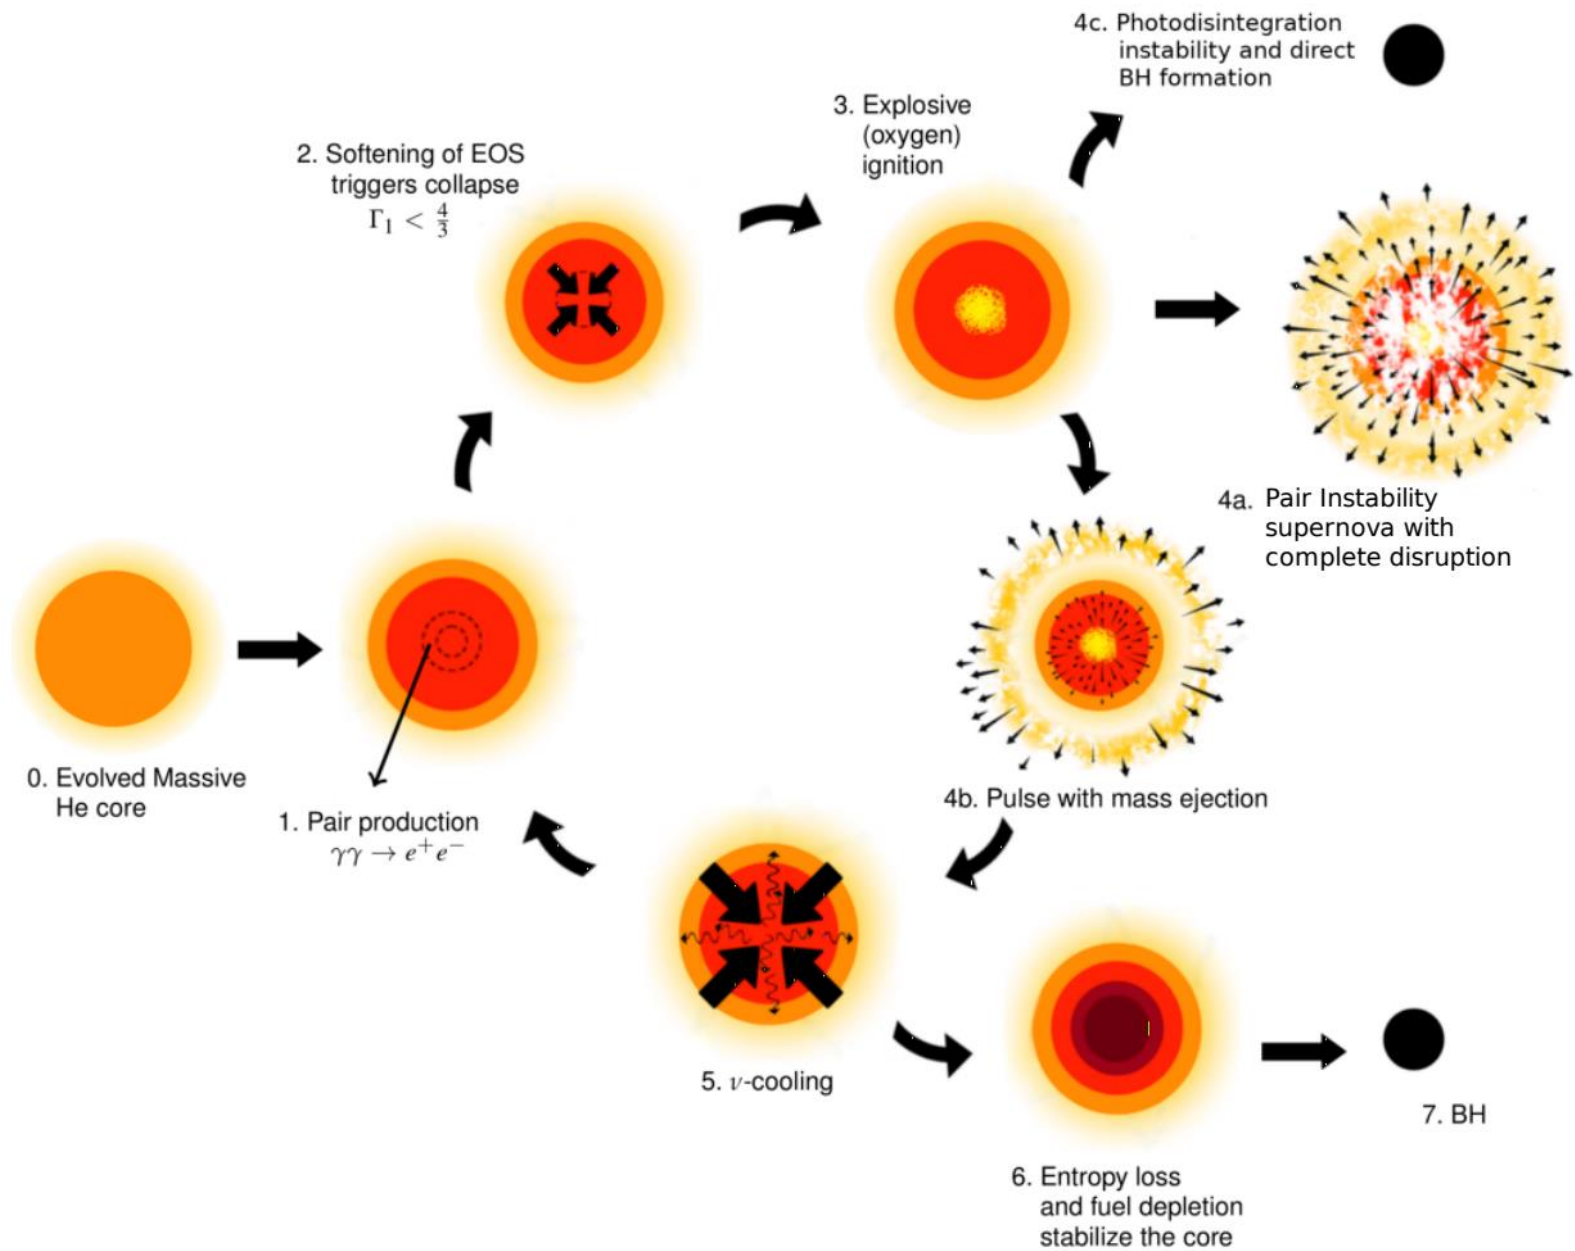 4c. Photodisintegration
instability and direct
BH formation
3. Explosive
(oxygen)
ignition
2. Softening of EOS
triggers collapse
Γ₁ < 4/3
4a. Pair Instability
supernova with
complete disruption
0. Evolved Massive
He core
1. Pair production
γγ → e⁺e⁻
4b. Pulse with mass ejection
5. ν-cooling
7. BH
6. Entropy loss
and fuel depletion
stabilize the core